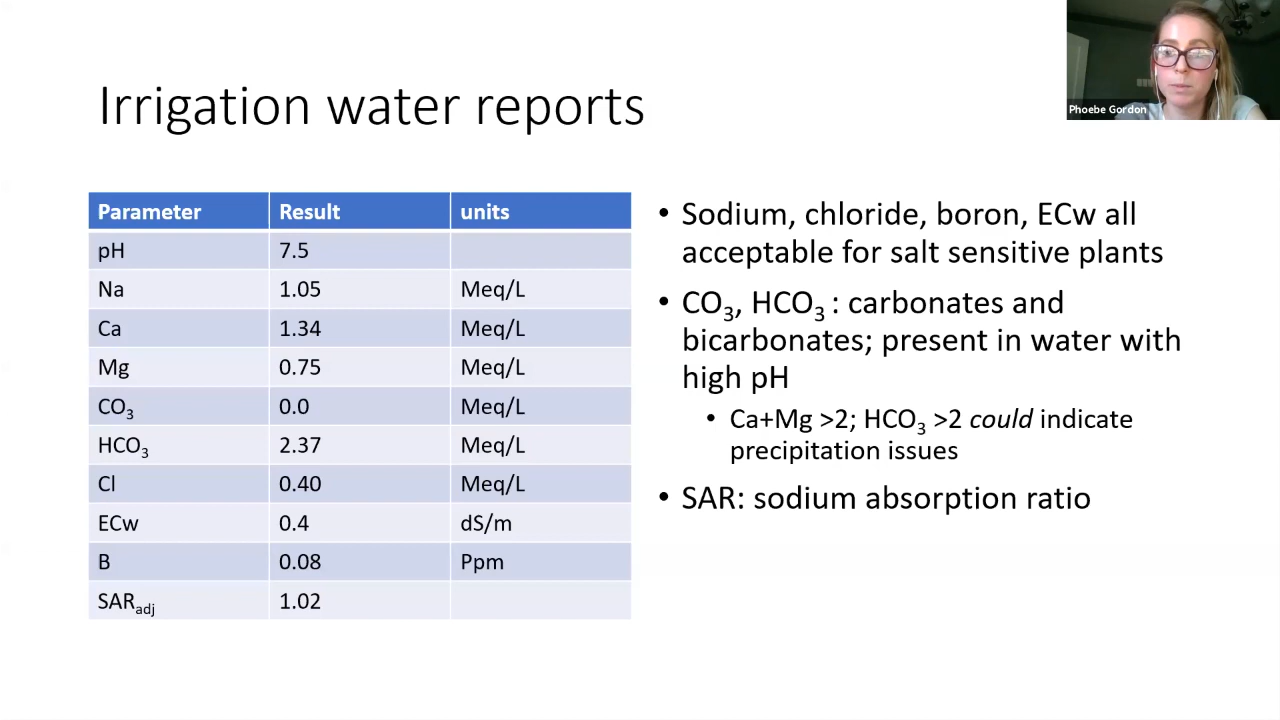 Irrigation water reports
Phoebe Gordon
Parameter Result units
pH 7.5
Na 1.05 Meq/L
Ca 1.34 Meq/L
Mg 0.75 Meq/L
CO₃ 0.0 Meq/L
HCO₃ 2.37 Meq/L
Cl 0.40 Meq/L
ECw 0.4 dS/m
B 0.08 Ppm
SARadj 1.02
• Sodium, chloride, boron, ECw all
acceptable for salt sensitive plants
• CO₃, HCO₃ : carbonates and
bicarbonates; present in water with
high pH
• Ca+Mg >2; HCO₃ >2 could indicate
precipitation issues
• SAR: sodium absorption ratio